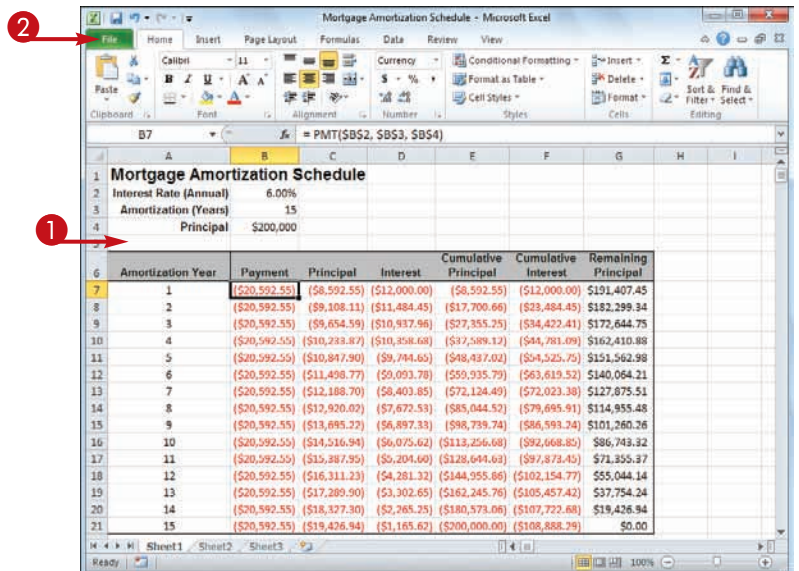 Mortgage Amortization Schedule - Microsoft Excel
2
File Home Insert Page Layout Formulas Data Review View
Calibri 11 Currency Conditional Formatting Insert Σ
Paste B I U A A $ % , Format as Table Delete Sort & Find &
Cell Styles Format Filter Select
Clipboard Font Alignment Number Styles Cells Editing
B7 fx = PMT($B$2, $B$3, $B$4)
A B C D E F G H I
1 Mortgage Amortization Schedule
2 Interest Rate (Annual) 6.00%
3 Amortization (Years) 15
4 Principal $200,000
1
5
Cumulative Cumulative Remaining
6 Amortization Year Payment Principal Interest Principal Interest Principal
7 1 ($20,592.55) ($8,592.55) ($12,000.00) ($8,592.55) ($12,000.00) $191,407.45
8 2 ($20,592.55) ($9,108.11) ($11,484.45) ($17,700.66) ($23,484.45) $182,299.34
9 3 ($20,592.55) ($9,654.59) ($10,937.96) ($27,355.25) ($34,422.41) $172,644.75
10 4 ($20,592.55) ($10,233.87) ($10,358.68) ($37,589.12) ($44,781.09) $162,410.88
11 5 ($20,592.55) ($10,847.90) ($9,744.65) ($48,437.02) ($54,525.75) $151,562.98
12 6 ($20,592.55) ($11,498.77) ($9,093.78) ($59,935.79) ($63,619.52) $140,064.21
13 7 ($20,592.55) ($12,188.70) ($8,403.85) ($72,124.49) ($72,023.38) $127,875.51
14 8 ($20,592.55) ($12,920.02) ($7,672.53) ($85,044.52) ($79,695.91) $114,955.48
15 9 ($20,592.55) ($13,695.22) ($6,897.33) ($98,739.74) ($86,593.24) $101,260.26
16 10 ($20,592.55) ($14,516.94) ($6,075.62) ($113,256.68) ($92,668.85) $86,743.32
17 11 ($20,592.55) ($15,387.95) ($5,204.60) ($128,644.63) ($97,873.45) $71,355.37
18 12 ($20,592.55) ($16,311.23) ($4,281.32) ($144,955.86) ($102,154.77) $55,044.14
19 13 ($20,592.55) ($17,289.90) ($3,302.65) ($162,245.76) ($105,457.42) $37,754.24
20 14 ($20,592.55) ($18,327.30) ($2,265.25) ($180,573.06) ($107,722.68) $19,426.94
21 15 ($20,592.55) ($19,426.94) ($1,165.62) ($200,000.00) ($108,888.29) $0.00
Sheet1 Sheet2 Sheet3
Ready 100%